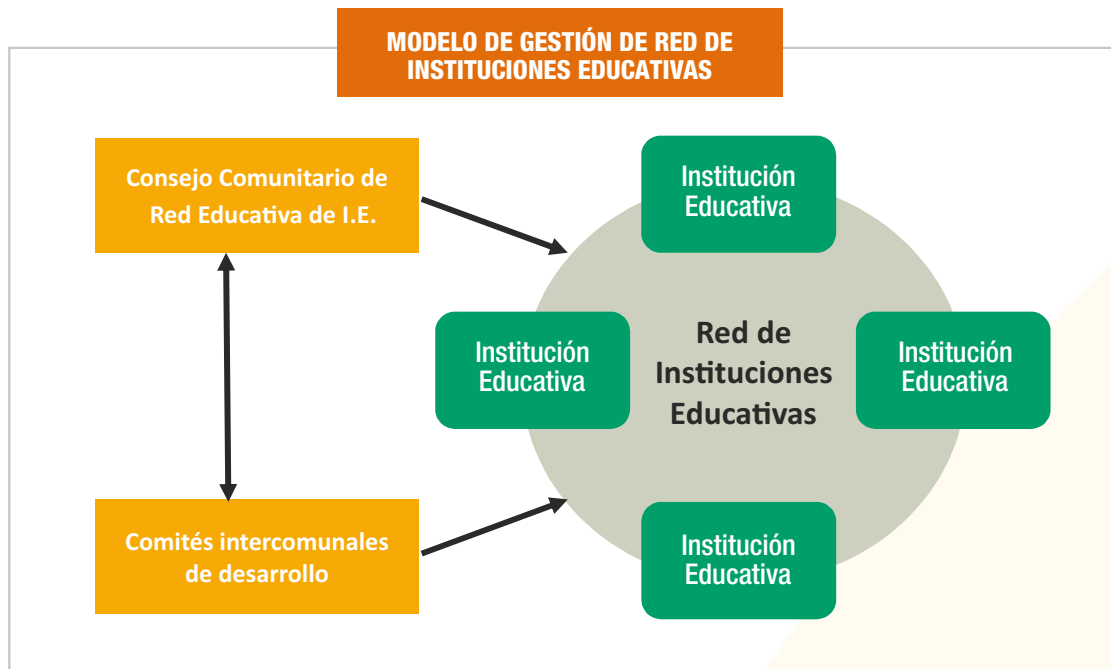 MODELO DE GESTIÓN DE RED DE
INSTITUCIONES EDUCATIVAS
Consejo Comunitario de
Red Educativa de I.E.
Institución
Educativa
Institución
Educativa
Red de
Instituciones
Educativas
Institución
Educativa
Comités intercomunales
de desarrollo
Institución
Educativa